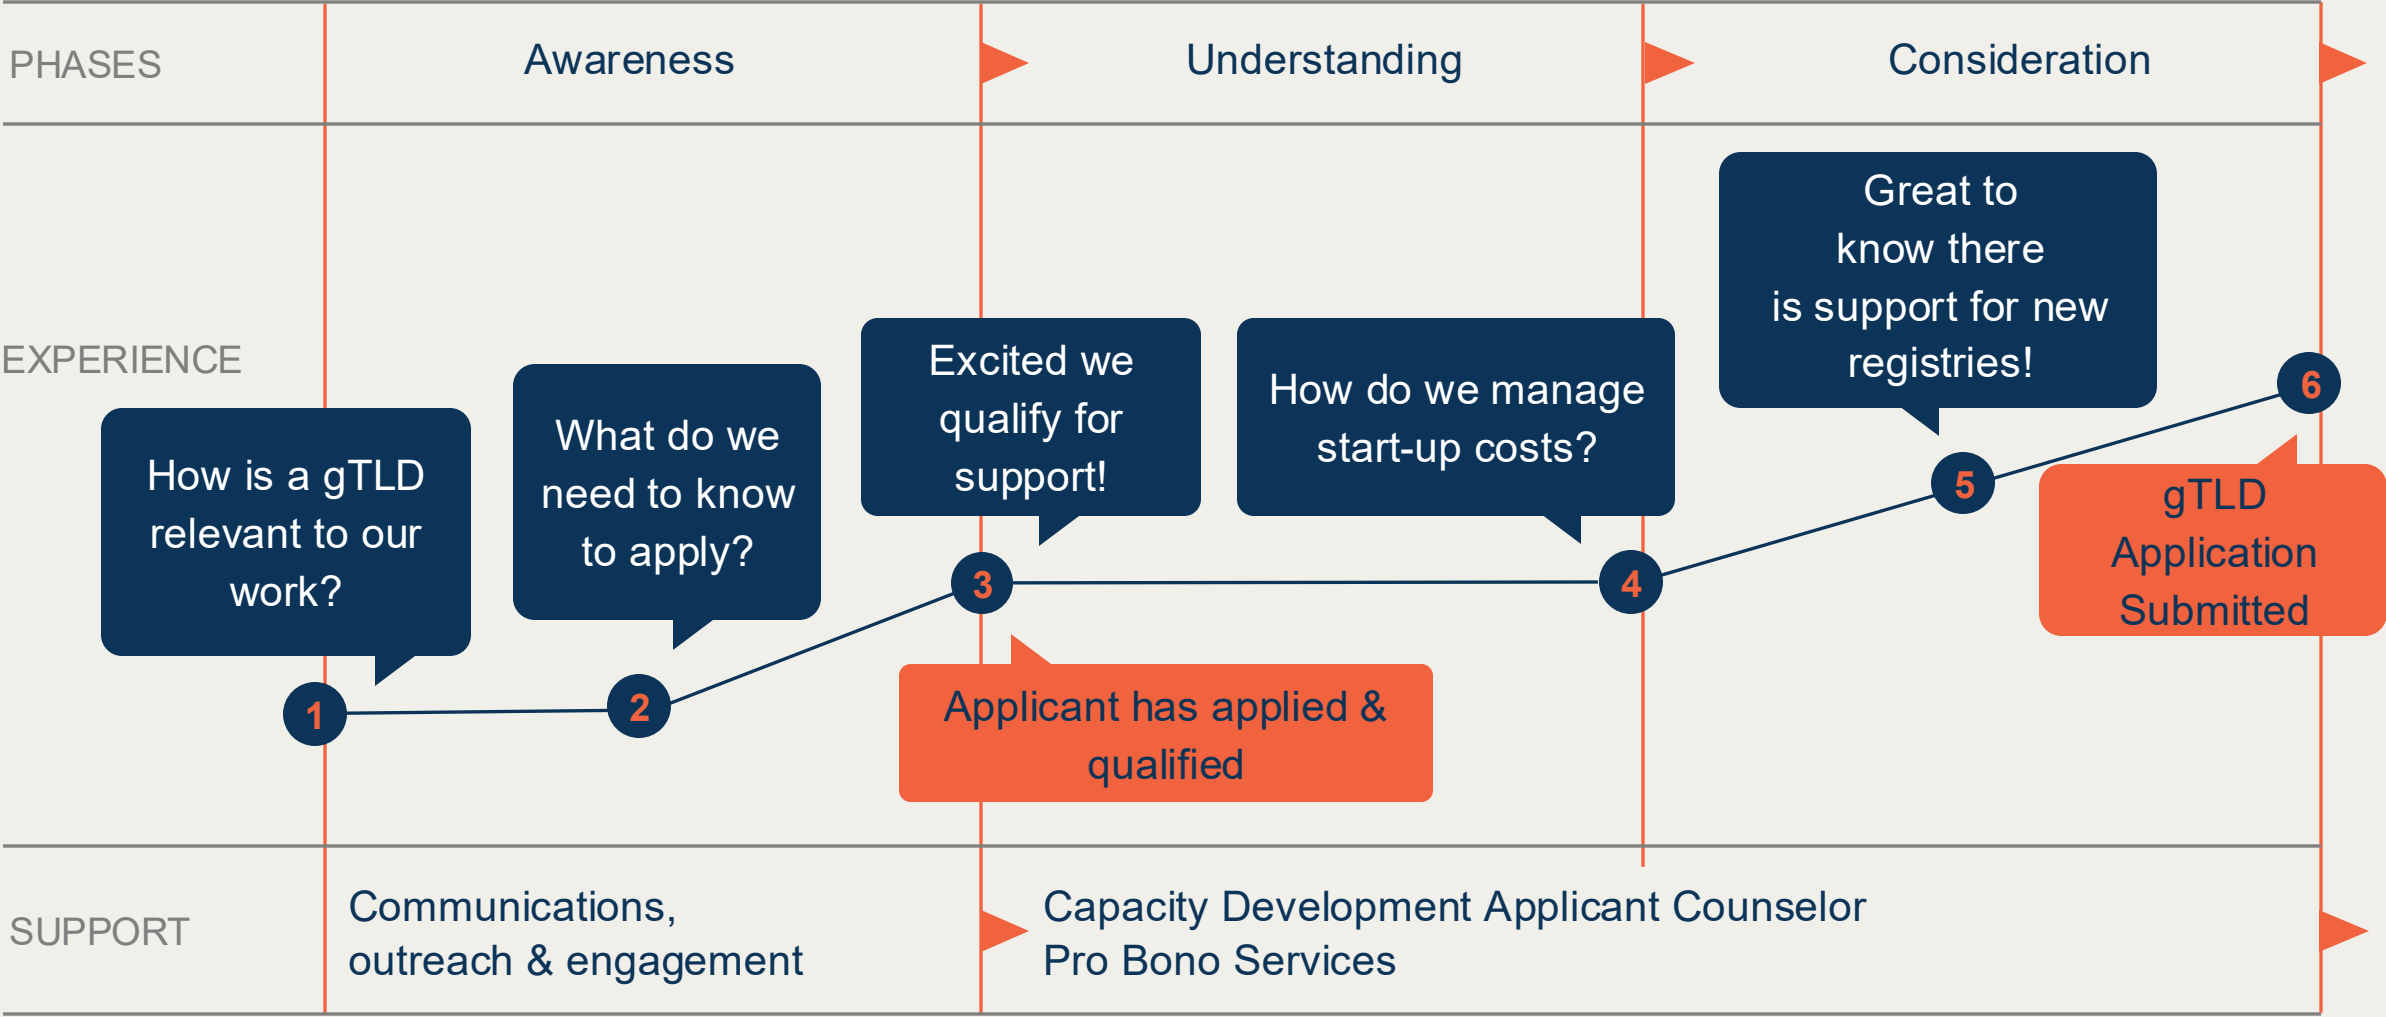 PHASES
Awareness
Understanding
Consideration
EXPERIENCE
How is a gTLD
relevant to our
work?
What do we
need to know
to apply?
Excited we
qualify for
support!
How do we manage
start-up costs?
Great to
know there
is support for new
registries!
1
2
3
4
5
6
Applicant has applied &
qualified
gTLD
Application
Submitted
SUPPORT
Communications,
outreach & engagement
Capacity Development Applicant Counselor
Pro Bono Services